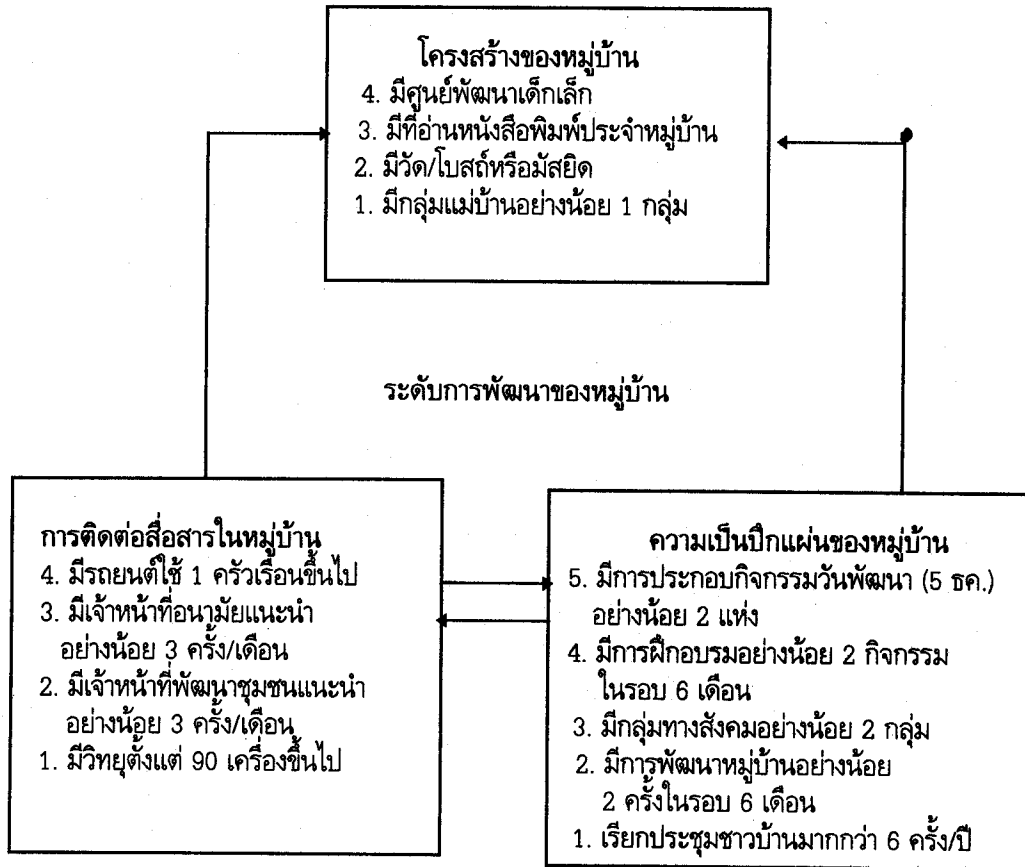 โครงสร้างของหมู่บ้าน
4. มีศูนย์พัฒนาเด็กเล็ก
3. มีที่อ่านหนังสือพิมพ์ประจำหมู่บ้าน
2. มีวัด/โบสถ์หรือมัสยิด
1. มีกลุ่มแม่บ้านอย่างน้อย 1 กลุ่ม
ระดับการพัฒนาของหมู่บ้าน
การติดต่อสื่อสารในหมู่บ้าน
4. มีรถยนต์ใช้ 1 ครัวเรือนขึ้นไป
3. มีเจ้าหน้าที่อนามัยแนะนำ
อย่างน้อย 3 ครั้ง/เดือน
2. มีเจ้าหน้าที่พัฒนาชุมชนแนะนำ
อย่างน้อย 3 ครั้ง/เดือน
1. มีวิทยุตั้งแต่ 90 เครื่องขึ้นไป
ความเป็นปึกแผ่นของหมู่บ้าน
5. มีการประกอบกิจกรรมวันพัฒนา (5 ธค.)
อย่างน้อย 2 แห่ง
4. มีการฝึกอบรมอย่างน้อย 2 กิจกรรม
ในรอบ 6 เดือน
3. มีกลุ่มทางสังคมอย่างน้อย 2 กลุ่ม
2. มีการพัฒนาหมู่บ้านอย่างน้อย
2 ครั้งในรอบ 6 เดือน
1. เรียกประชุมชาวบ้านมากกว่า 6 ครั้ง/ปี